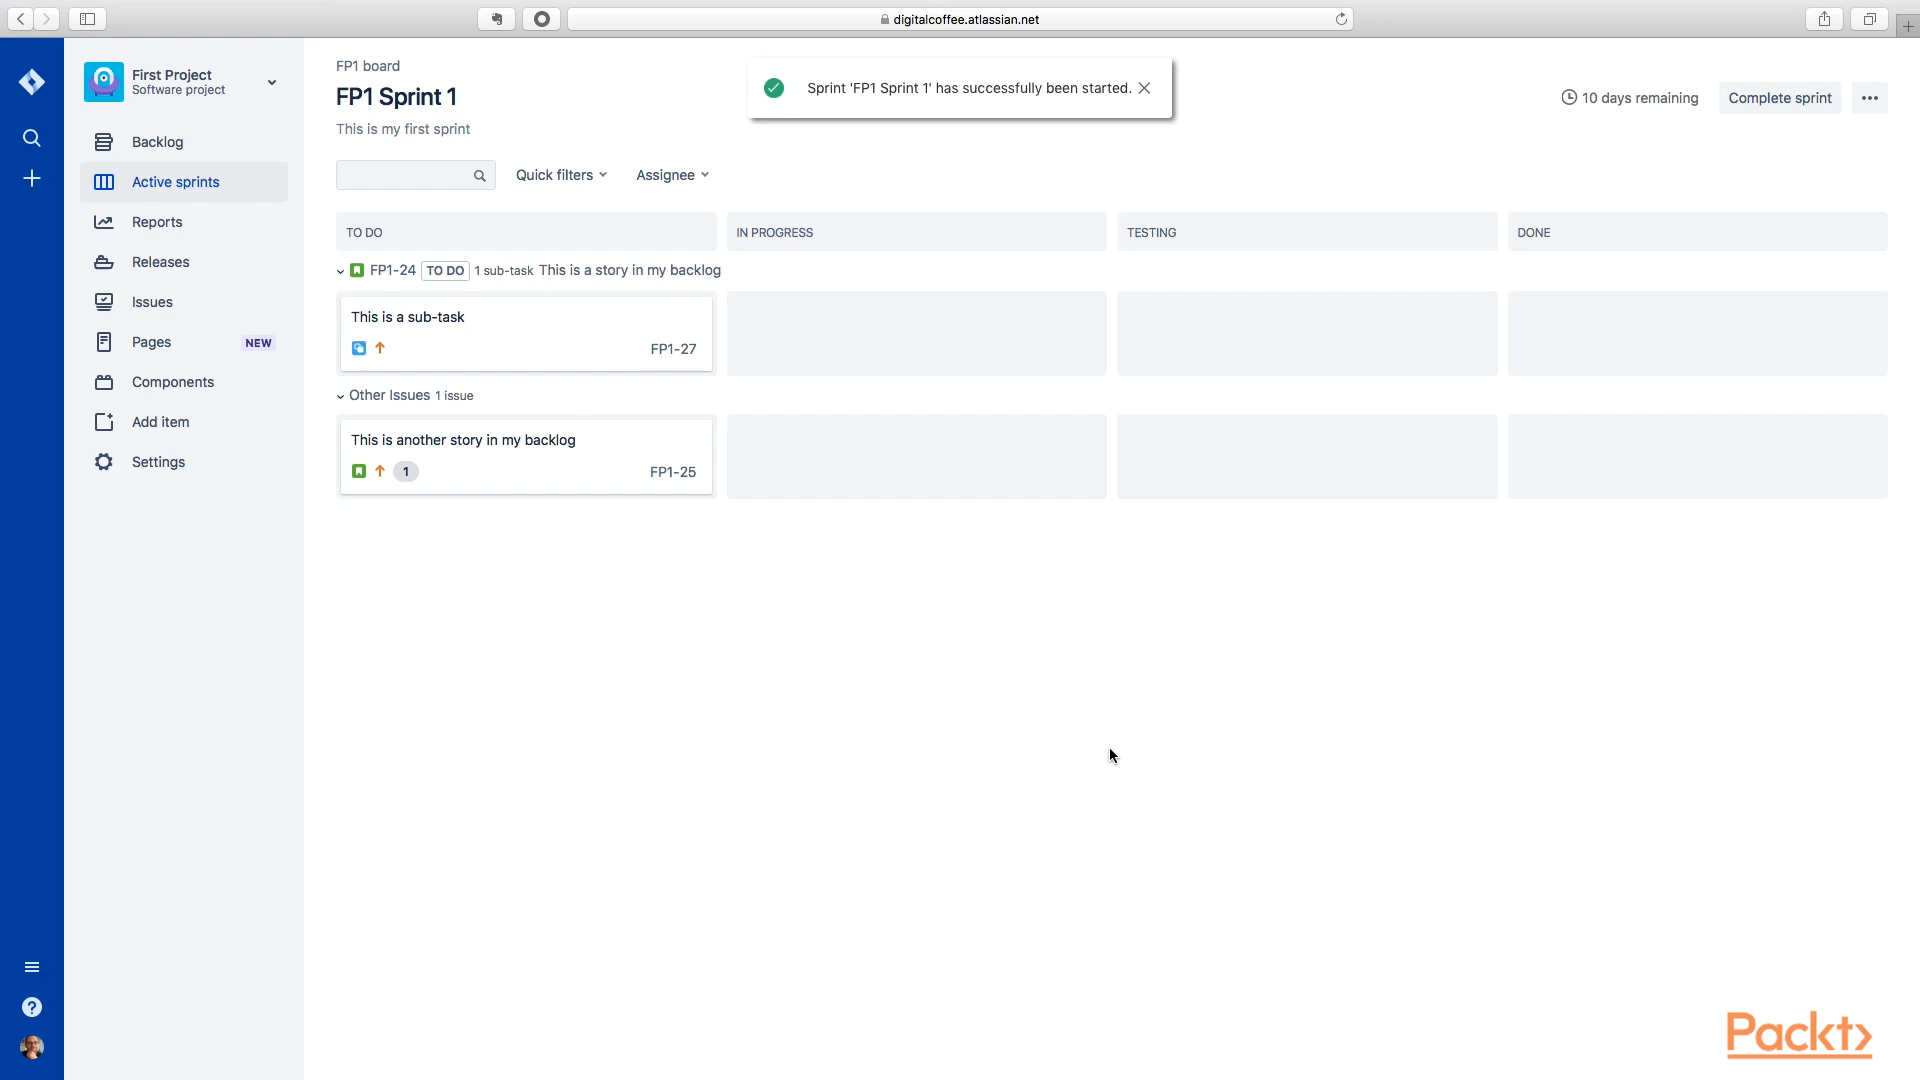 digitalcoffee.atlassian.net
First Project
Software project
Backlog
Active sprints
Reports
Releases
Issues
Pages NEW
Components
Add item
Settings
FP1 board
FP1 Sprint 1
This is my first sprint
Sprint 'FP1 Sprint 1' has successfully been started.
10 days remaining
Complete sprint
Quick filters
Assignee
TO DO IN PROGRESS TESTING DONE
FP1-24 TO DO 1 sub-task This is a story in my backlog
This is a sub-task
FP1-27
Other Issues 1 issue
This is another story in my backlog
1 FP1-25
?
Packt>